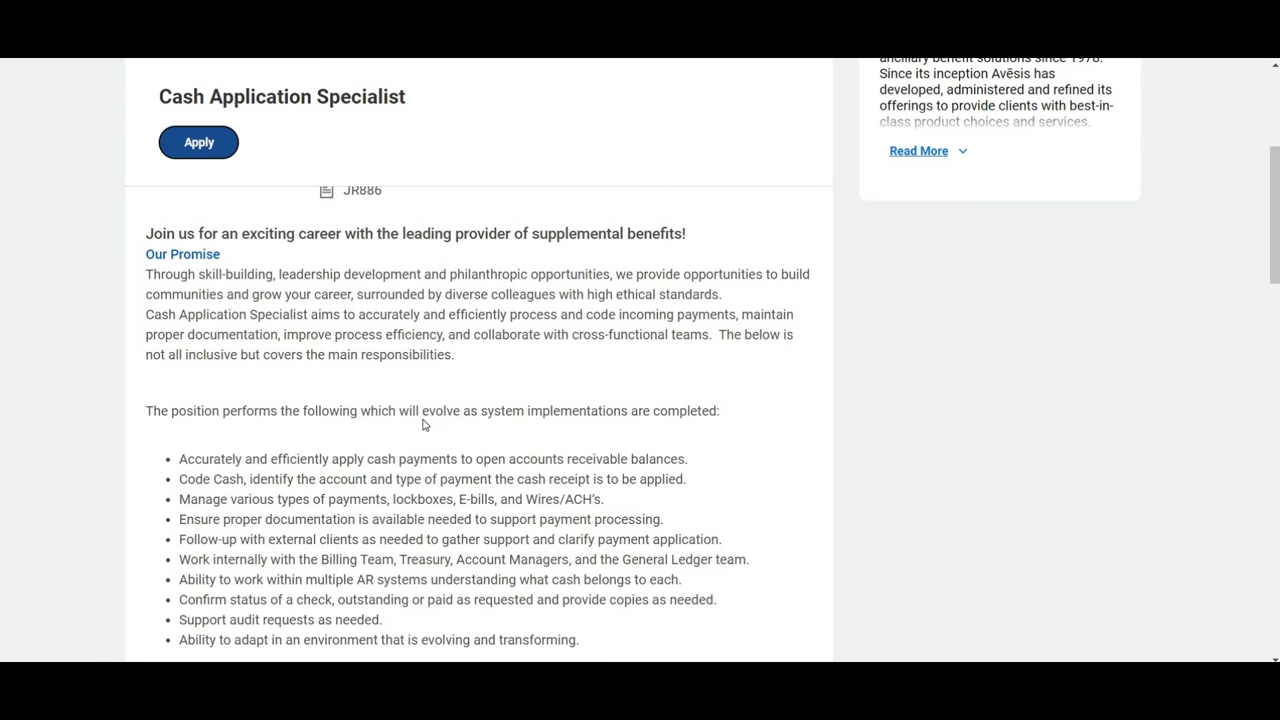 Cash Application Specialist
Apply
JR886
Join us for an exciting career with the leading provider of supplemental benefits!
Our Promise
Through skill-building, leadership development and philanthropic opportunities, we provide opportunities to build
communities and grow your career, surrounded by diverse colleagues with high ethical standards.
Cash Application Specialist aims to accurately and efficiently process and code incoming payments, maintain
proper documentation, improve process efficiency, and collaborate with cross-functional teams.  The below is
not all inclusive but covers the main responsibilities.
The position performs the following which will evolve as system implementations are completed:
• Accurately and efficiently apply cash payments to open accounts receivable balances.
• Code Cash, identify the account and type of payment the cash receipt is to be applied.
• Manage various types of payments, lockboxes, E-bills, and Wires/ACH’s.
• Ensure proper documentation is available needed to support payment processing.
• Follow-up with external clients as needed to gather support and clarify payment application.
• Work internally with the Billing Team, Treasury, Account Managers, and the General Ledger team.
• Ability to work within multiple AR systems understanding what cash belongs to each.
• Confirm status of a check, outstanding or paid as requested and provide copies as needed.
• Support audit requests as needed.
• Ability to adapt in an environment that is evolving and transforming.
ancillary benefit solutions since 1978.
Since its inception Avēsis has
developed, administered and refined its
offerings to provide clients with best-in-
class product choices and services.
Read More